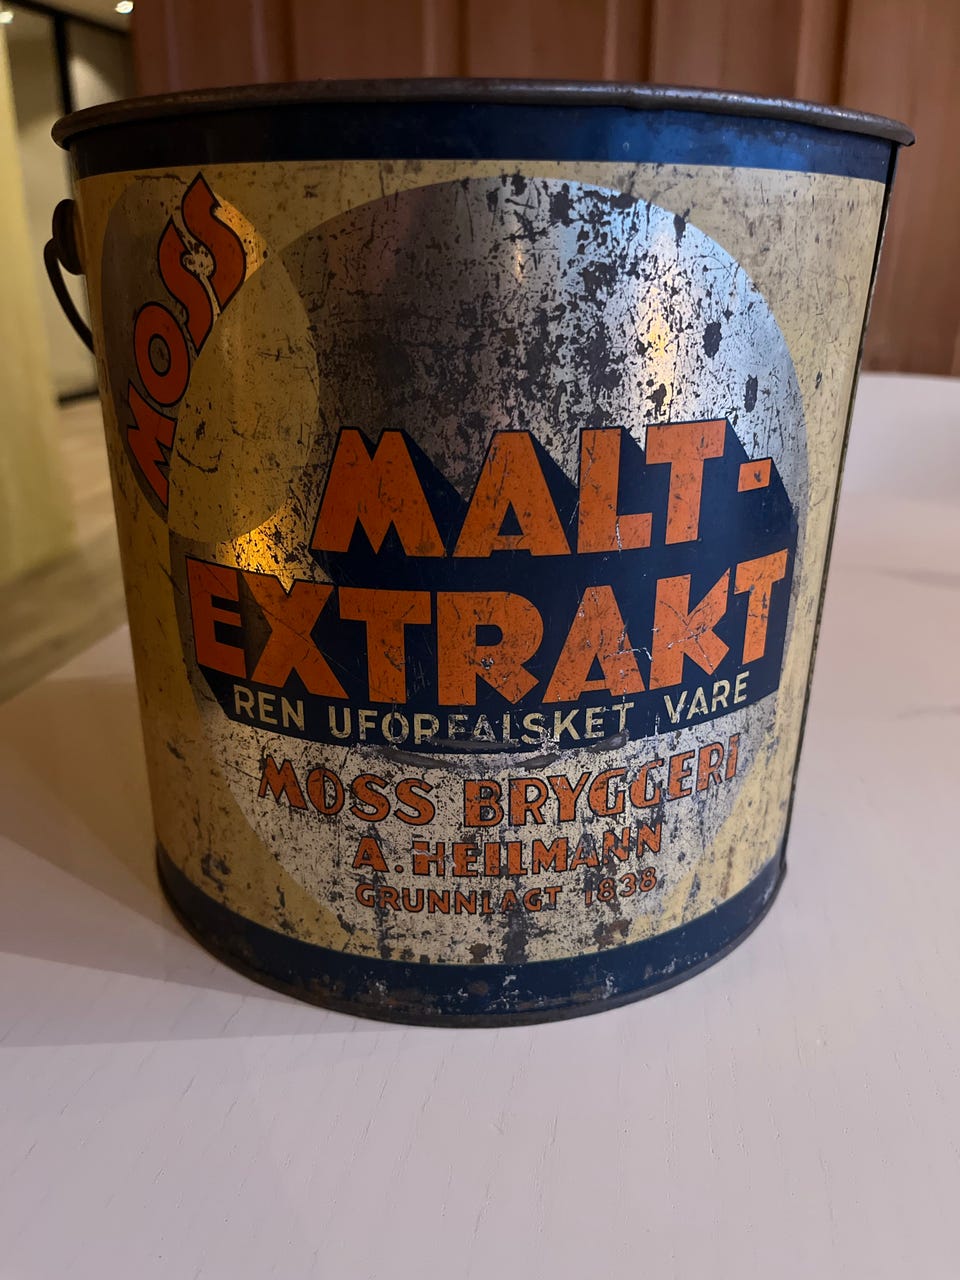 MOSS
MALT-
EXTRAKT
REN UFORFALSKET VARE
MOSS BRYGGERI
A. HEILMANN
GRUNNLAGT 1838